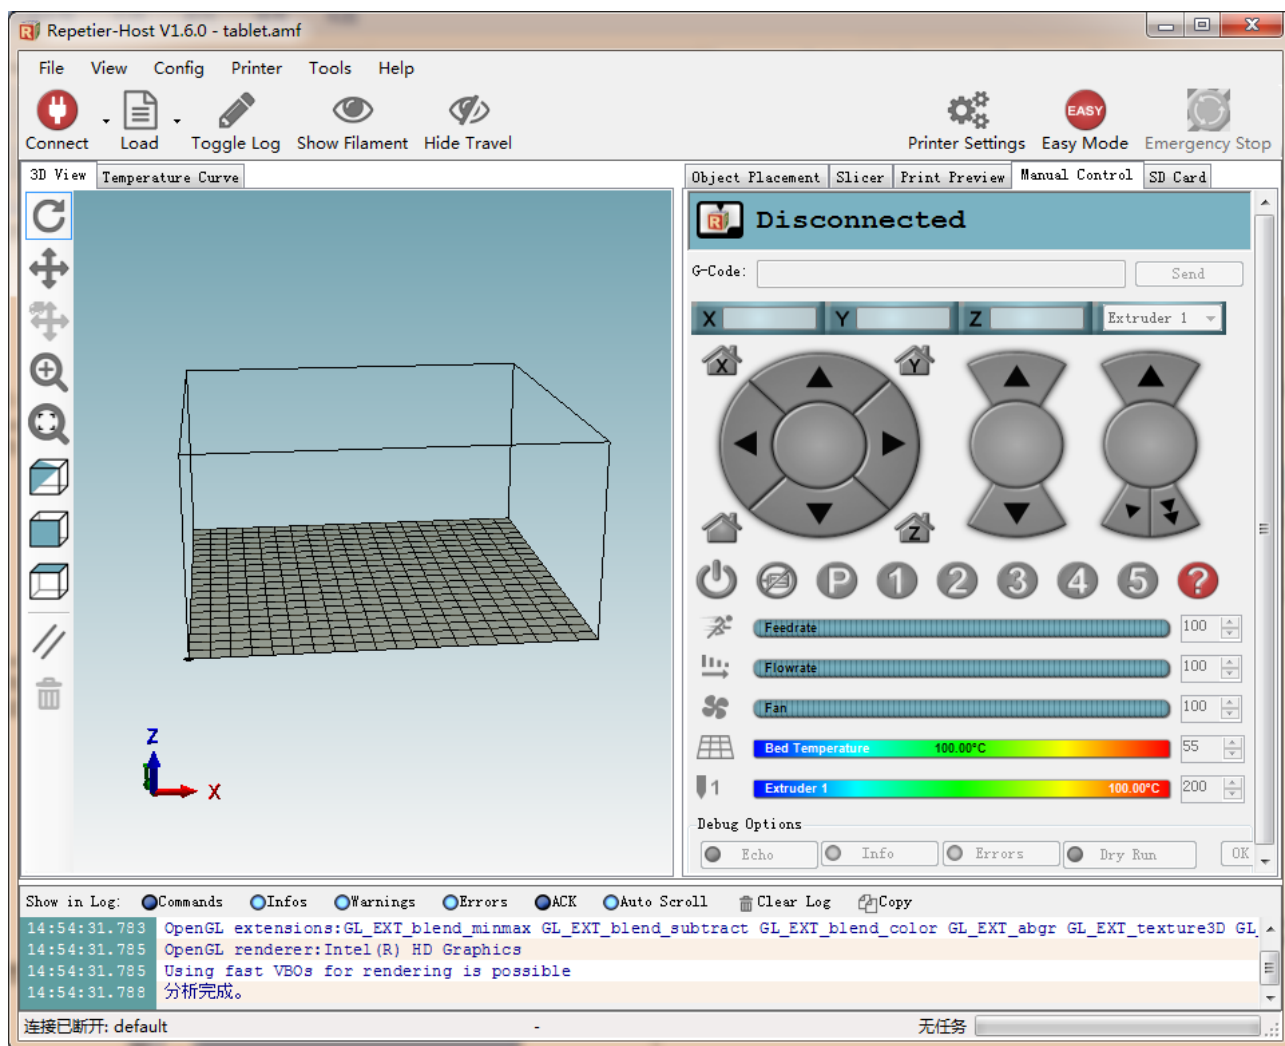 Repetier-Host V1.6.0 - tablet.amf
File View Config Printer Tools Help
EASY
Connect Load Toggle Log Show Filament Hide Travel Printer Settings Easy Mode Emergency Stop
3D View Temperature Curve Object Placement Slicer Print Preview Manual Control SD Card
R Disconnected
G-Code: Send
X Y Z Extruder 1
X Y
Z
P 1 2 3 4 5 ?
Feedrate 100
Flowrate 100
Fan 100
Z
Bed Temperature 100.00°C 55
X
1 Extruder 1 100.00°C 200
Debug Options
Echo Info Errors Dry Run OK
Show in Log: Commands Infos Warnings Errors ACK Auto Scroll Clear Log Copy
14:54:31.783 OpenGL extensions:GL_EXT_blend_minmax GL_EXT_blend_subtract GL_EXT_blend_color GL_EXT_abgr GL_EXT_texture3D GL_
14:54:31.785 OpenGL renderer:Intel(R) HD Graphics
14:54:31.785 Using fast VBOs for rendering is possible
14:54:31.788 分析完成。
连接已断开: default - 无任务